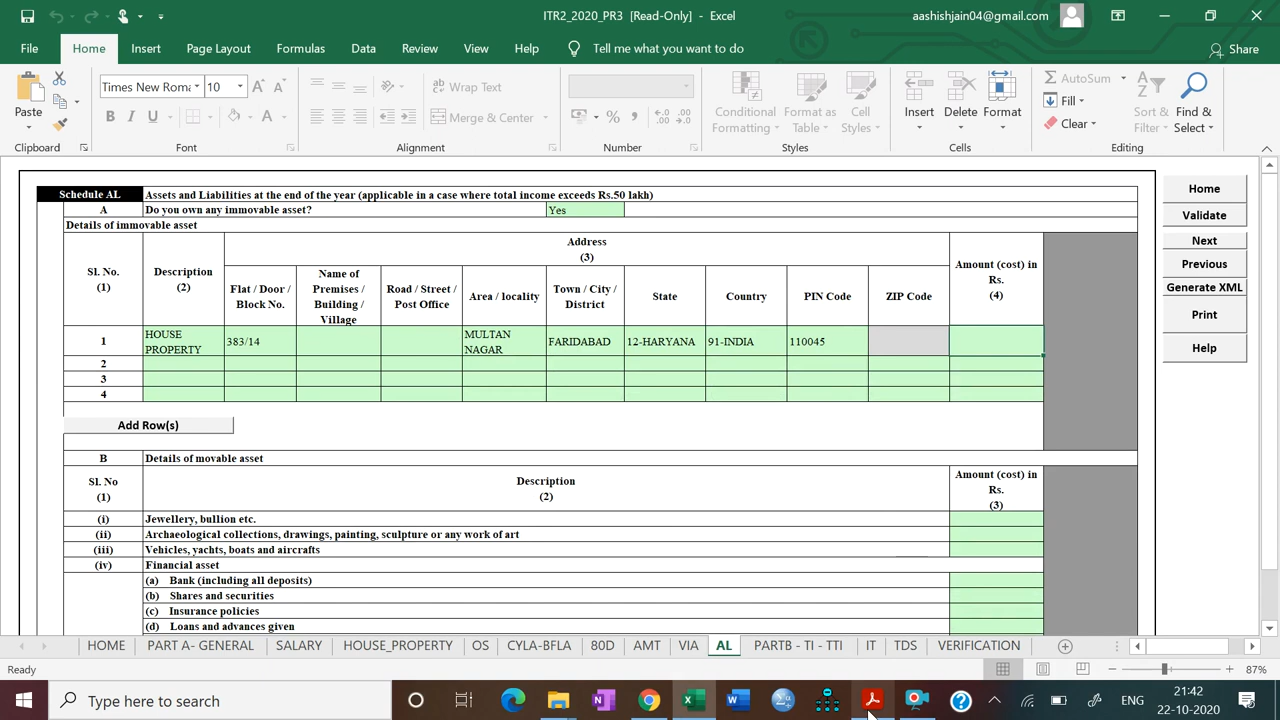 ITR2_2020_PR3 [Read-Only] - Excel
aashishjain04@gmail.com
File Home Insert Page Layout Formulas Data Review View Help Tell me what you want to do Share
Paste
Clipboard
Times New Roma 10
Font
Wrap Text
Merge & Center
Alignment
Number
Conditional Formatting
Format as Table
Cell Styles
Styles
Insert Delete Format
Cells
AutoSum
Fill
Clear
Sort & Filter
Find & Select
Editing
Schedule AL Assets and Liabilities at the end of the year (applicable in a case where total income exceeds Rs.50 lakh)
A Do you own any immovable asset? Yes
Details of immovable asset
Sl. No. (1)
Description (2)
Address (3)
Flat / Door / Block No.
Name of Premises / Building / Village
Road / Street / Post Office
Area / locality
Town / City / District
State
Country
PIN Code
ZIP Code
Amount (cost) in Rs. (4)
1 HOUSE PROPERTY 383/14 MULTAN NAGAR FARIDABAD 12-HARYANA 91-INDIA 110045
2
3
4
Add Row(s)
B Details of movable asset
Sl. No (1)
Description (2)
Amount (cost) in Rs. (3)
(i) Jewellery, bullion etc.
(ii) Archaeological collections, drawings, painting, sculpture or any work of art
(iii) Vehicles, yachts, boats and aircrafts
(iv) Financial asset
(a) Bank (including all deposits)
(b) Shares and securities
(c) Insurance policies
(d) Loans and advances given
Home
Validate
Next
Previous
Generate XML
Print
Help
HOME PART A- GENERAL SALARY HOUSE_PROPERTY OS CYLA-BFLA 80D AMT VIA AL PARTB - TI - TTI IT TDS VERIFICATION
Ready
87%
Type here to search
ENG
21:42
22-10-2020